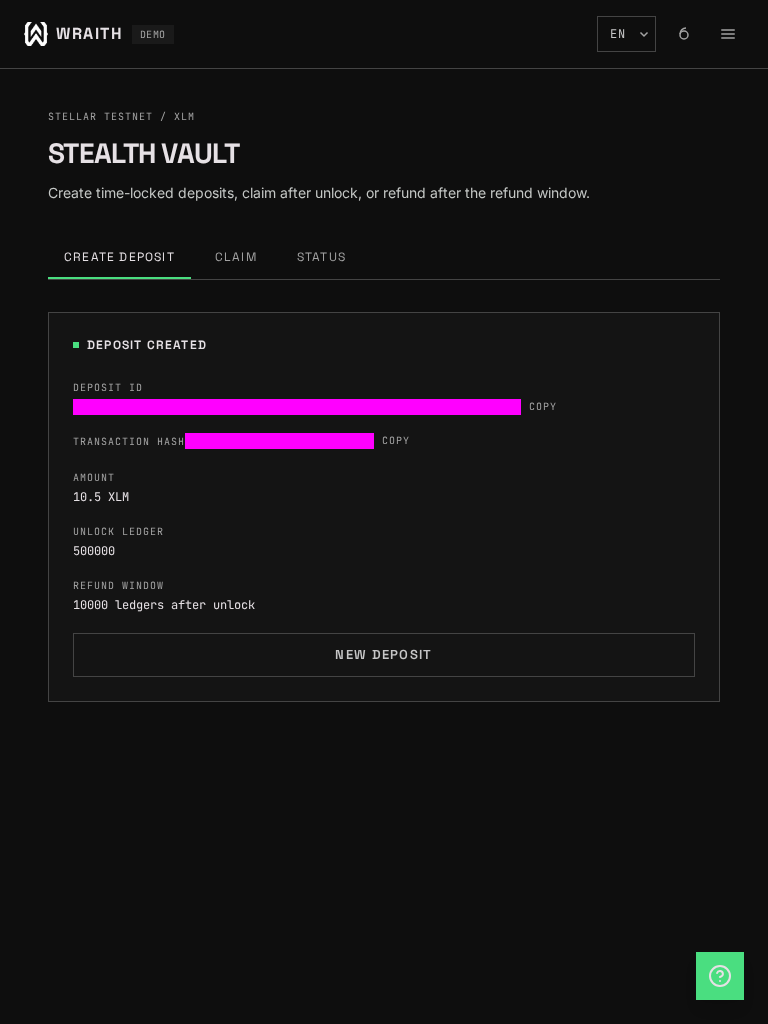 WRAITH DEMO EN
STELLAR TESTNET / XLM
STEALTH VAULT
Create time-locked deposits, claim after unlock, or refund after the refund window.
CREATE DEPOSIT CLAIM STATUS
DEPOSIT CREATED
DEPOSIT ID
COPY
TRANSACTION HASH COPY
AMOUNT
10.5 XLM
UNLOCK LEDGER
500000
REFUND WINDOW
10000 ledgers after unlock
NEW DEPOSIT